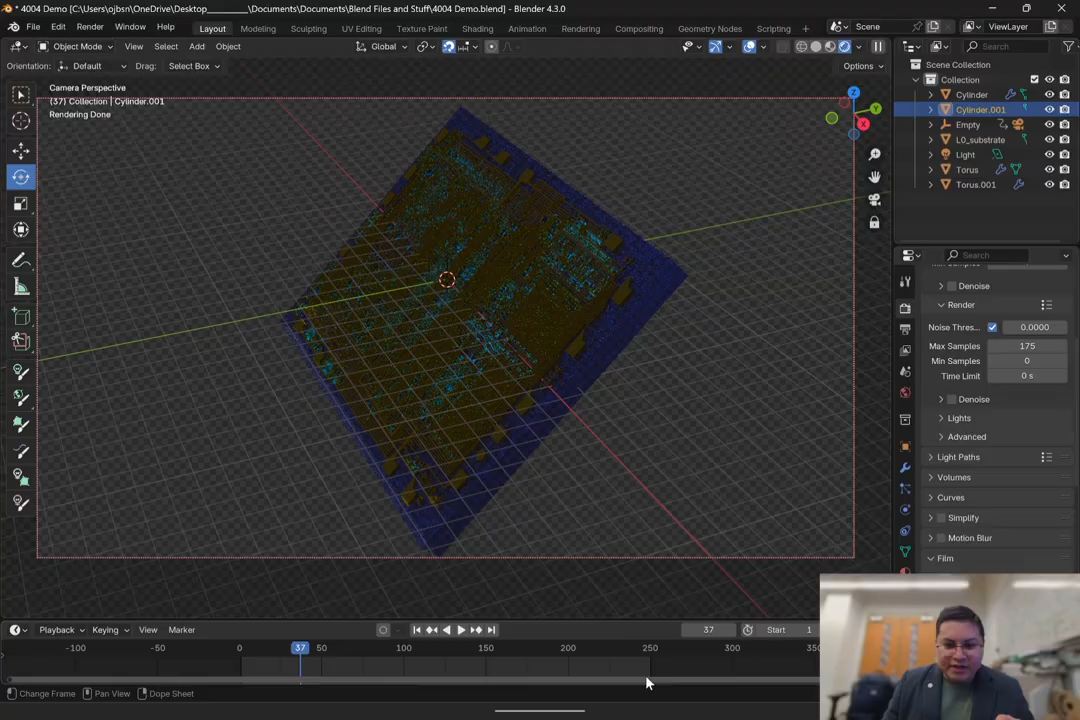 * 4004 Demo [C:\Users\ojbsn\OneDrive\Desktop________\Documents\Documents\Blend Files and Stuff\4004 Demo.blend] - Blender 4.3.0
File Edit Render Window Help Layout Modeling Sculpting UV Editing Texture Paint Shading Animation Rendering Compositing Geometry Nodes Scripting Scene ViewLayer
Object Mode View Select Add Object Global Search
Orientation: Default Drag: Select Box Options
Camera Perspective
(37) Collection | Cylinder.001
Rendering Done
Z
Y
X
Scene Collection
Collection
Cylinder
Cylinder.001
Empty
L0_substrate
Light
Torus
Torus.001
Search
Denoise
Render
Noise Thres... 0.0000
Max Samples 175
Min Samples 0
Time Limit 0 s
Denoise
Lights
Advanced
Light Paths
Volumes
Curves
Simplify
Motion Blur
Film
Playback Keying View Marker 37 Start 1
-100 -50 0 37 50 100 150 200 250 300 350
Change Frame Pan View Dope Sheet